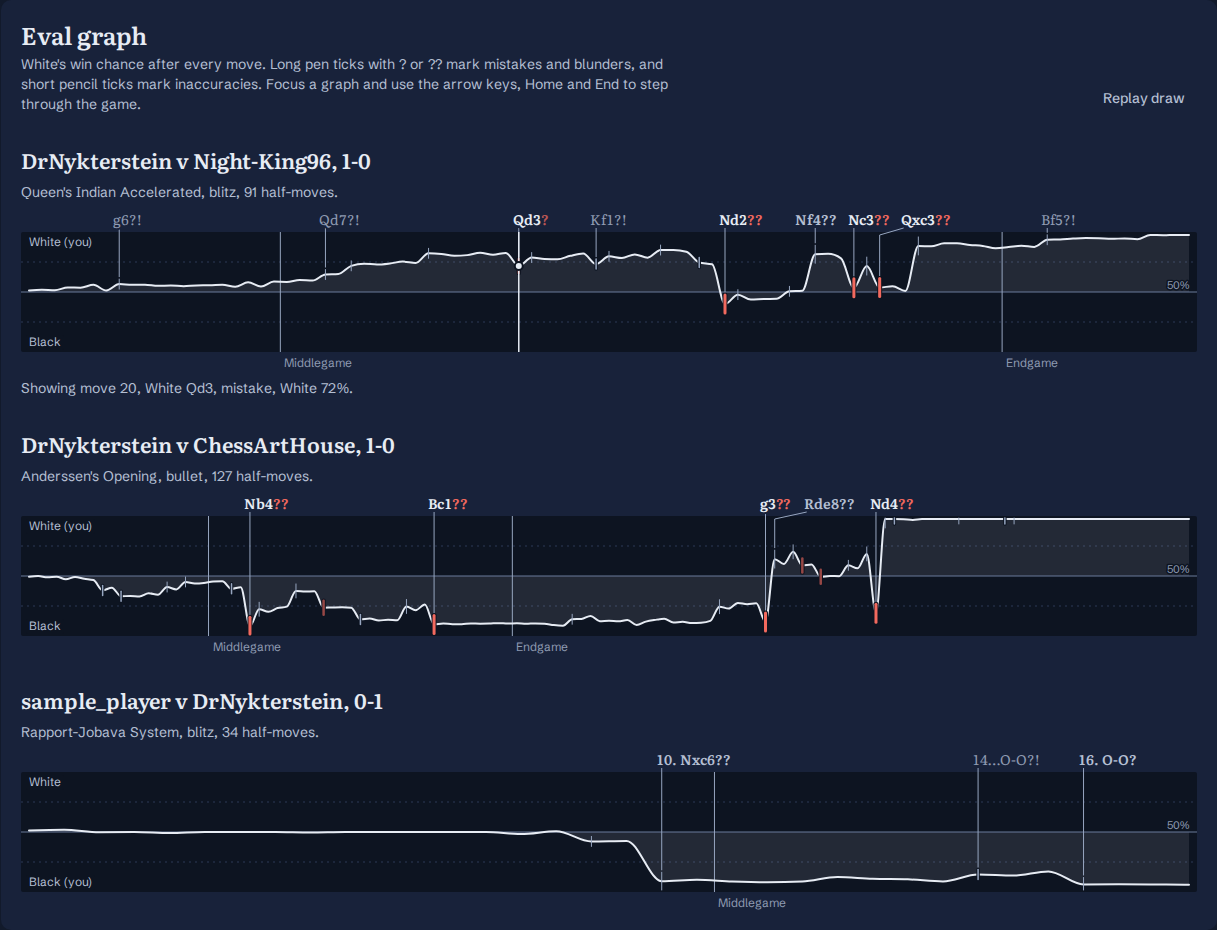 Eval graph
White's win chance after every move. Long pen ticks with ? or ?? mark mistakes and blunders, and
short pencil ticks mark inaccuracies. Focus a graph and use the arrow keys, Home and End to step
through the game.
Replay draw
DrNykterstein v Night-King96, 1-0
Queen's Indian Accelerated, blitz, 91 half-moves.
g6?! Qd7?! Qd3? Kf1?! Nd2?? Nf4?? Nc3?? Qxc3?? Bf5?!
White (you)
50%
Black
Middlegame Endgame
Showing move 20, White Qd3, mistake, White 72%.
DrNykterstein v ChessArtHouse, 1-0
Anderssen's Opening, bullet, 127 half-moves.
Nb4?? Bc1?? g3?? Rde8?? Nd4??
White (you)
50%
Black
Middlegame Endgame
sample_player v DrNykterstein, 0-1
Rapport-Jobava System, blitz, 34 half-moves.
10. Nxc6?? 14...O-O?! 16. O-O?
White
50%
Black (you)
Middlegame